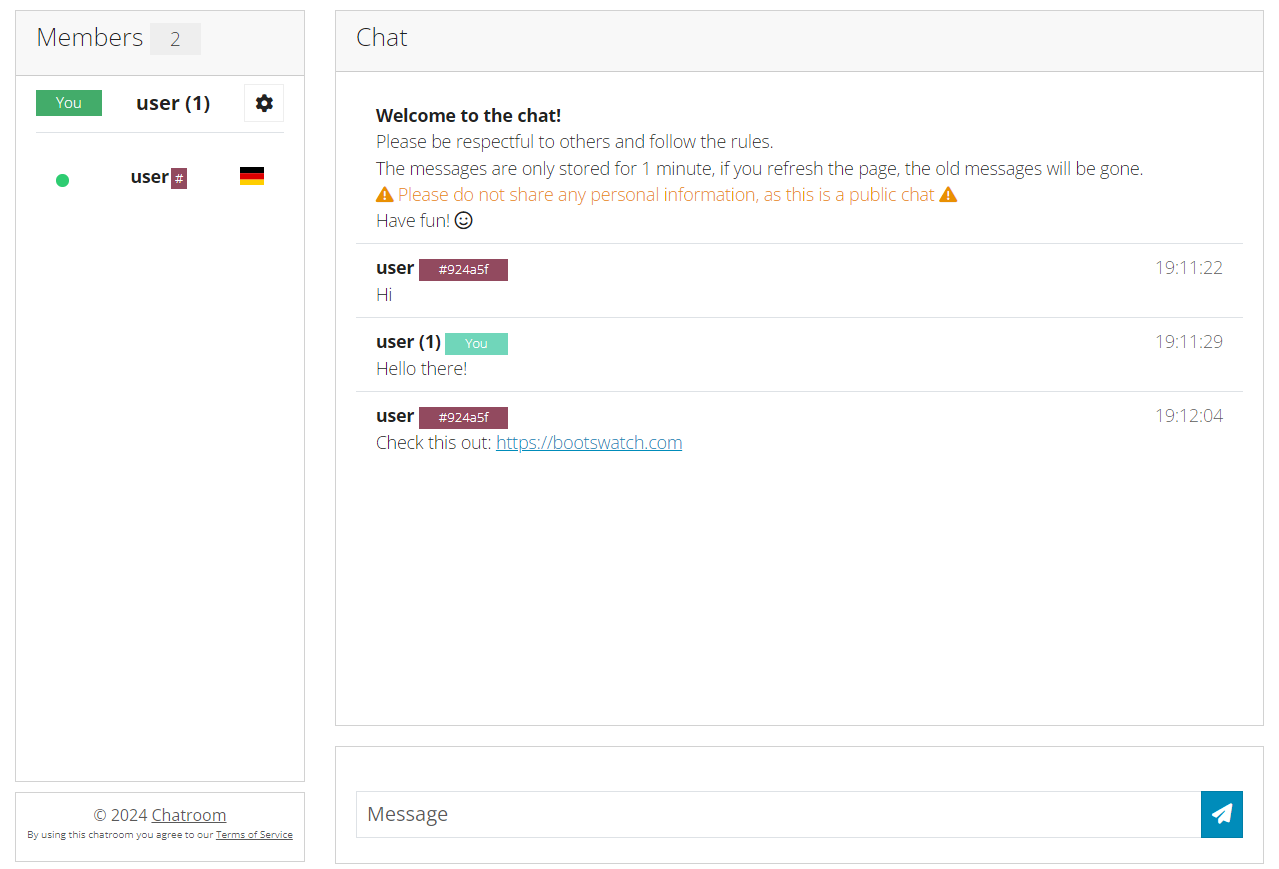 Members 2
You user (1)
user #
© 2024 Chatroom
By using this chatroom you agree to our Terms of Service
Chat
Welcome to the chat!
Please be respectful to others and follow the rules.
The messages are only stored for 1 minute, if you refresh the page, the old messages will be gone.
Please do not share any personal information, as this is a public chat
Have fun!
user #924a5f 19:11:22
Hi
user (1) You 19:11:29
Hello there!
user #924a5f 19:12:04
Check this out: https://bootswatch.com
Message